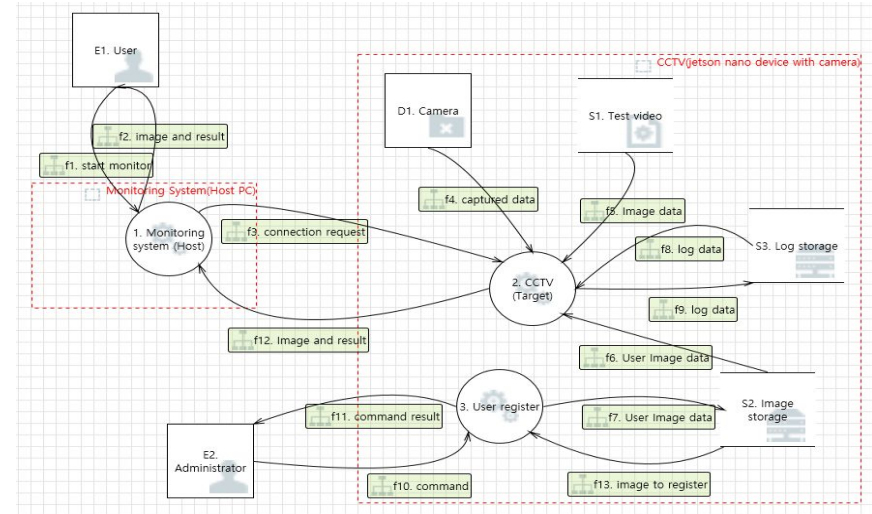 E1. User
CCTV(jetson nano device with camera)
D1. Camera
S1. Test video
f2. image and result
f1. start monitor
Monitoring System(Host PC)
f4. captured data
f5. Image data
1. Monitoring
system (Host)
f3. connection request
f8. log data
S3. Log storage
2. CCTV
(Target)
f9. log data
f12. Image and result
f6. User Image data
3. User register
f11. command result
f7. User Image data
S2. Image
storage
E2.
Administrator
f10. command
f13. image to register